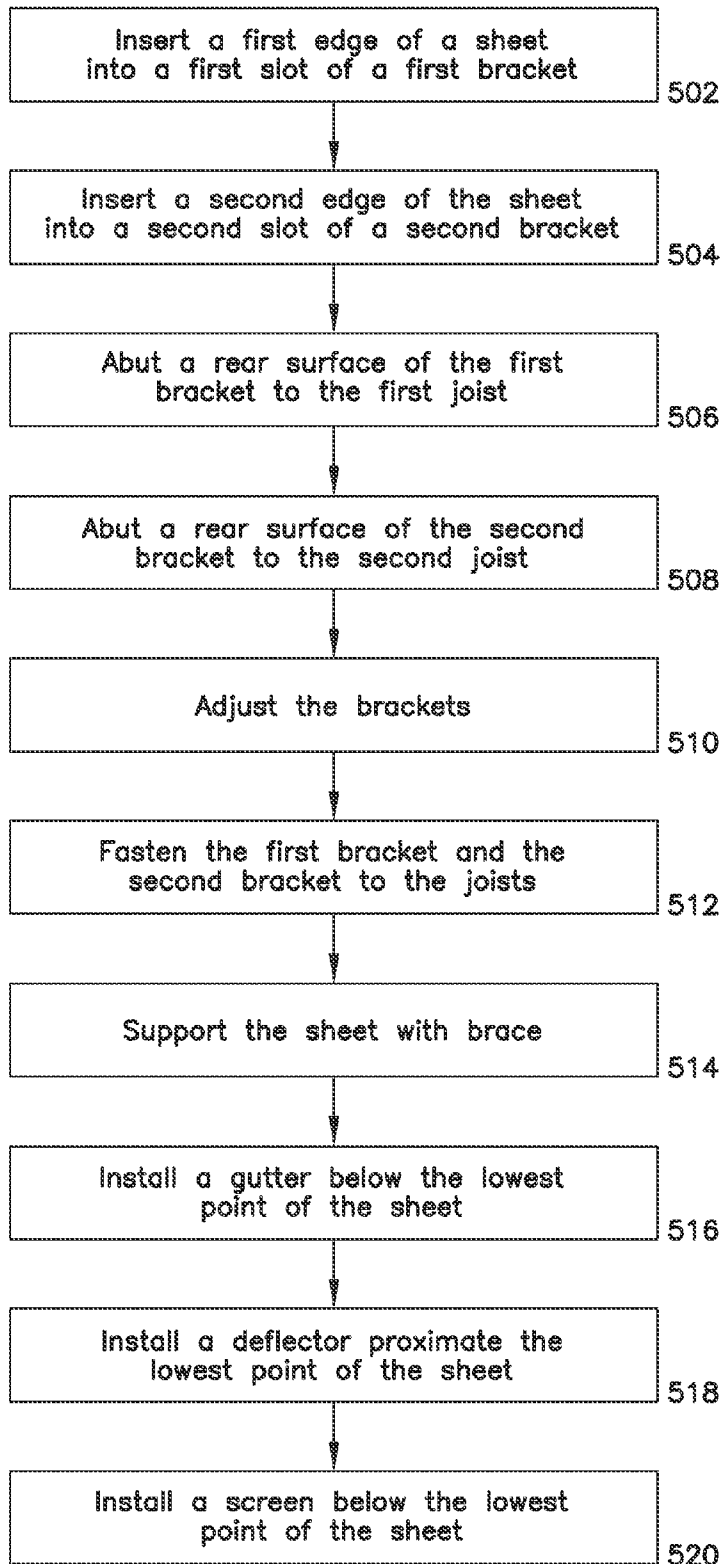 Insert a first edge of a sheet
into a first slot of a first bracket
502
Insert a second edge of the sheet
into a second slot of a second bracket
504
Abut a rear surface of the first
bracket to the first joist
506
Abut a rear surface of the second
bracket to the second joist
508
Adjust the brackets
510
Fasten the first bracket and the
second bracket to the joists
512
Support the sheet with brace
514
Install a gutter below the lowest
point of the sheet
516
Install a deflector proximate the
lowest point of the sheet
518
Install a screen below the lowest
point of the sheet
520